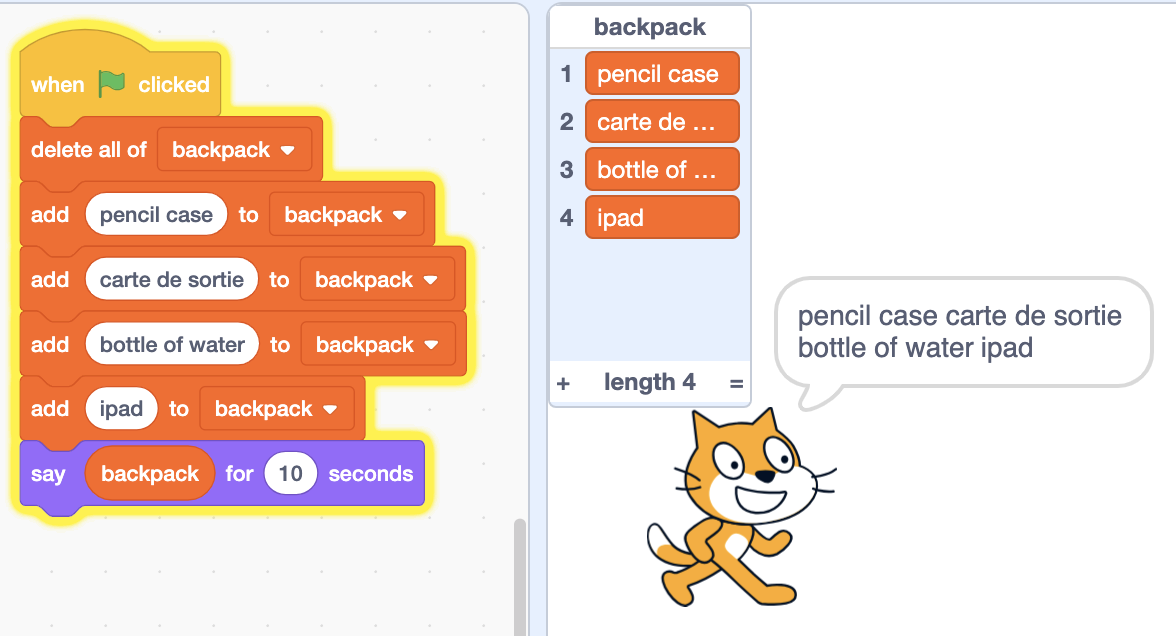 when clicked
delete all of backpack
add pencil case to backpack
add carte de sortie to backpack
add bottle of water to backpack
add ipad to backpack
say backpack for 10 seconds
backpack
1 pencil case
2 carte de ...
3 bottle of ...
4 ipad
+ length 4 =
pencil case carte de sortie
bottle of water ipad